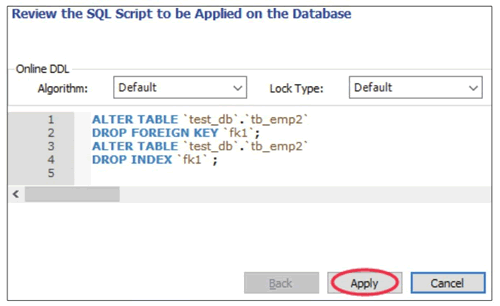 Review the SQL Script to be Applied on the Database
Online DDL
Algorithm: Default Lock Type: Default
1 ALTER TABLE `test_db`.`tb_emp2`
2 DROP FOREIGN KEY `fk1`;
3 ALTER TABLE `test_db`.`tb_emp2`
4 DROP INDEX `fk1` ;
5
Back Apply Cancel